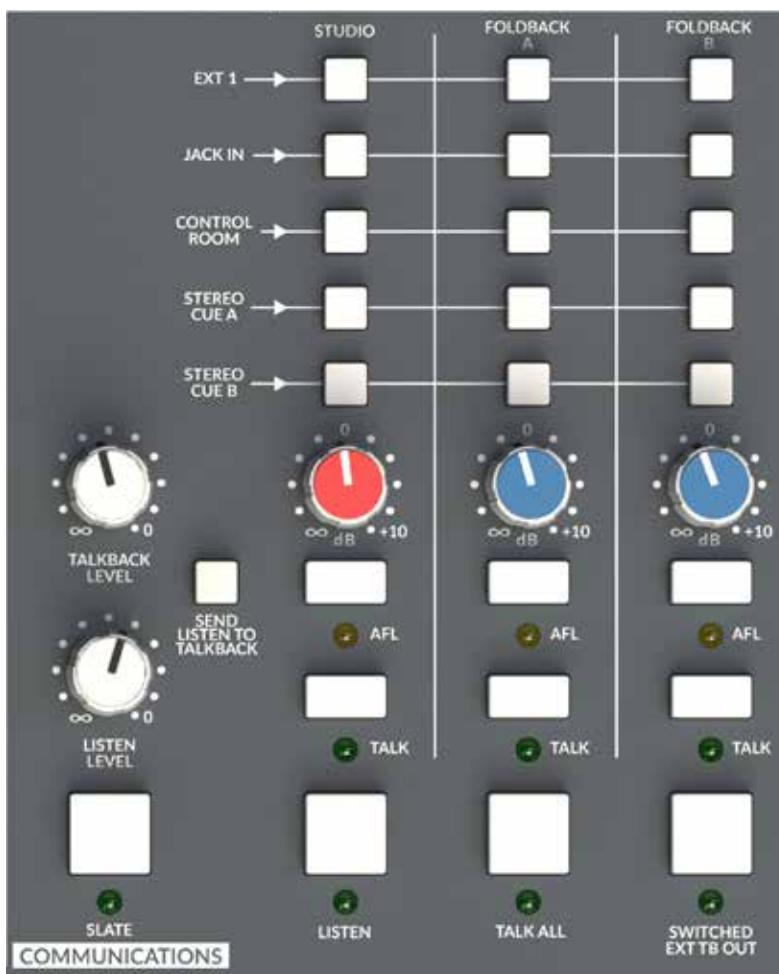 STUDIO
FOLDBACK
A
FOLDBACK
B
EXT 1
JACK IN
CONTROL
ROOM
STEREO
CUE A
STEREO
CUE B
0
0
0
∞
0
∞
+10
dB
∞
+10
dB
∞
+10
dB
TALKBACK
LEVEL
SEND
LISTEN TO
TALKBACK
AFL
AFL
AFL
∞
0
LISTEN
LEVEL
TALK
TALK
TALK
SLATE
LISTEN
TALK ALL
SWITCHED
EXT TB OUT
COMMUNICATIONS